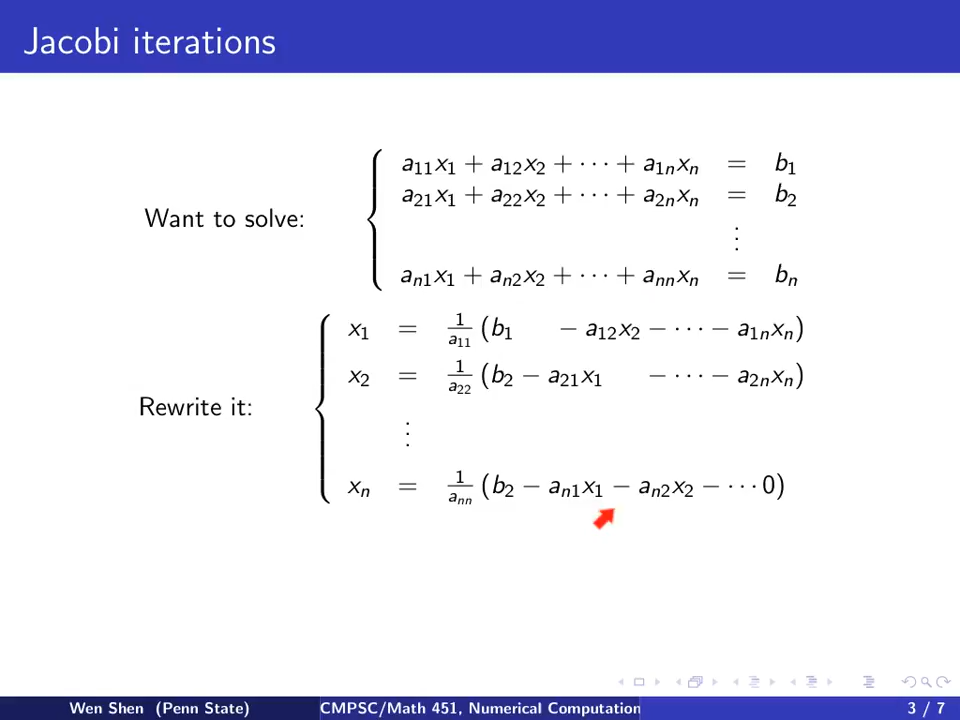 Jacobi iterations
Want to solve:
a₁₁x₁ + a₁₂x₂ + ··· + a₁ₙxₙ = b₁
a₂₁x₁ + a₂₂x₂ + ··· + a₂ₙxₙ = b₂
⋮
aₙ₁x₁ + aₙ₂x₂ + ··· + aₙₙxₙ = bₙ
Rewrite it:
x₁ = 1/a₁₁ (b₁ − a₁₂x₂ − ··· − a₁ₙxₙ)
x₂ = 1/a₂₂ (b₂ − a₂₁x₁ − ··· − a₂ₙxₙ)
⋮
xₙ = 1/aₙₙ (b₂ − aₙ₁x₁ − aₙ₂x₂ − ··· 0)
Wen Shen (Penn State) CMPSC/Math 451, Numerical Computation 3 / 7